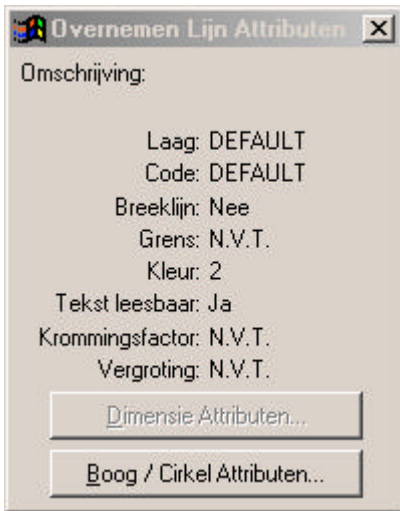 Overnemen Lijn Attributen
Omschrijving:
Laag: DEFAULT
Code: DEFAULT
Breeklijn: Nee
Grens: N.V.T.
Kleur: 2
Tekst leesbaar: Ja
Krommingsfactor: N.V.T.
Vergroting: N.V.T.
Dimensie Attributen...
Boog / Cirkel Attributen...